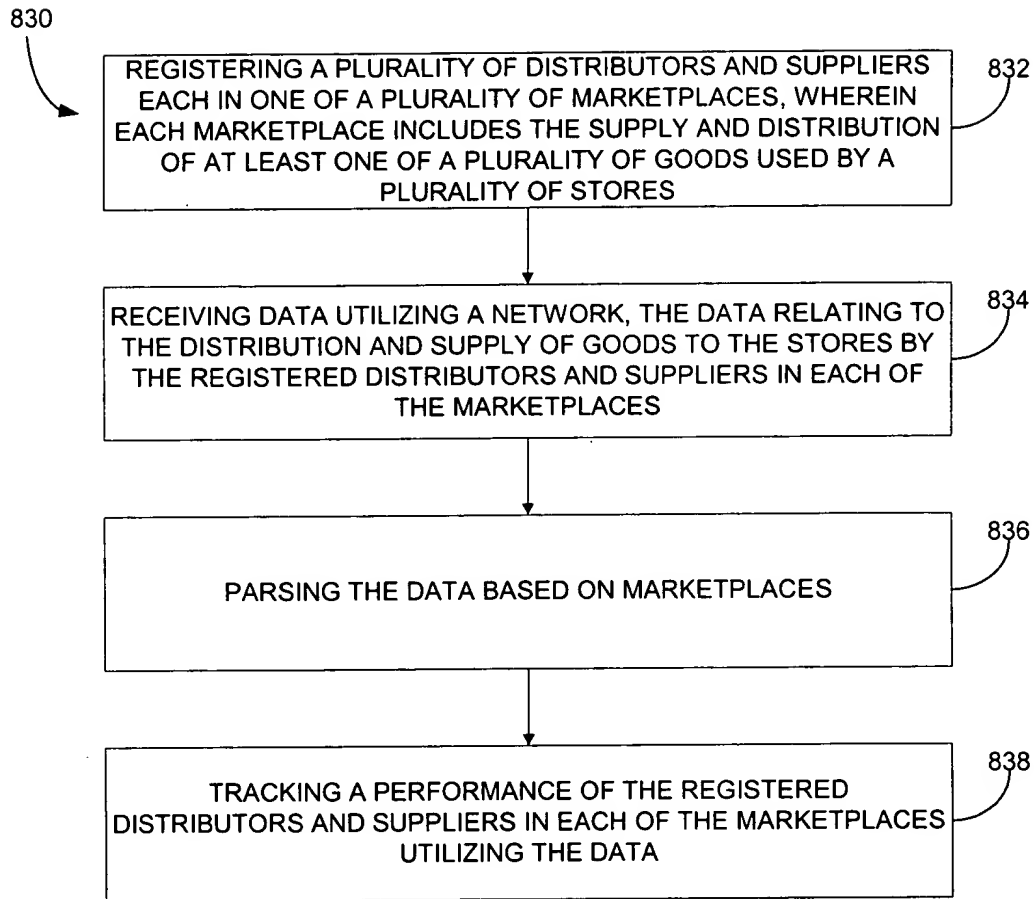 830
REGISTERING A PLURALITY OF DISTRIBUTORS AND SUPPLIERS
EACH IN ONE OF A PLURALITY OF MARKETPLACES, WHEREIN
EACH MARKETPLACE INCLUDES THE SUPPLY AND DISTRIBUTION
OF AT LEAST ONE OF A PLURALITY OF GOODS USED BY A
PLURALITY OF STORES
832
RECEIVING DATA UTILIZING A NETWORK, THE DATA RELATING TO
THE DISTRIBUTION AND SUPPLY OF GOODS TO THE STORES BY
THE REGISTERED DISTRIBUTORS AND SUPPLIERS IN EACH OF
THE MARKETPLACES
834
PARSING THE DATA BASED ON MARKETPLACES
836
TRACKING A PERFORMANCE OF THE REGISTERED
DISTRIBUTORS AND SUPPLIERS IN EACH OF THE MARKETPLACES
UTILIZING THE DATA
838